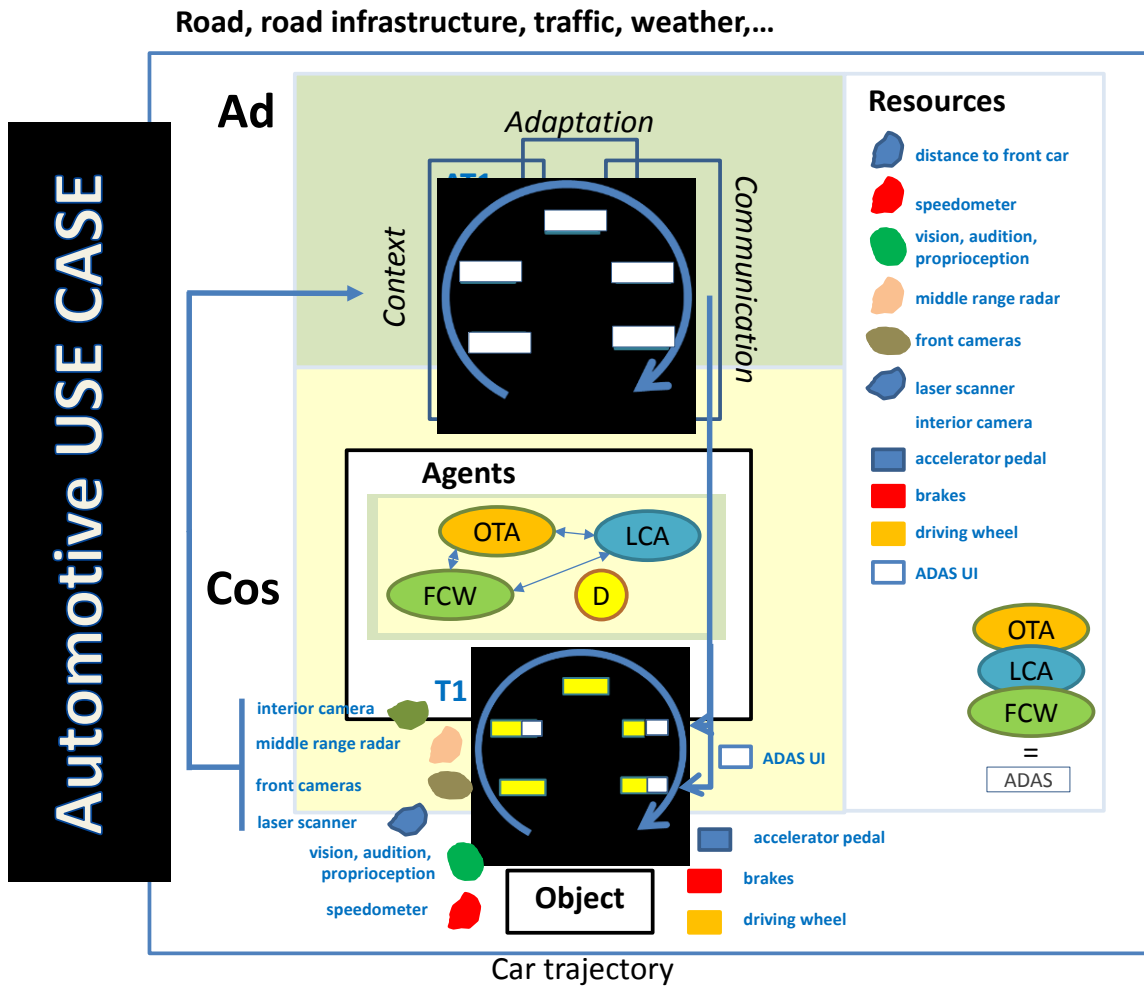 Road, road infrastructure, traffic, weather,…
Automotive USE CASE
Ad
Adaptation
AT1
Context
Communication
Resources
distance to front car
speedometer
vision, audition,
proprioception
middle range radar
front cameras
laser scanner
interior camera
accelerator pedal
brakes
driving wheel
ADAS UI
OTA
LCA
FCW
=
ADAS
Agents
OTA
LCA
FCW
D
Cos
T1
interior camera
middle range radar
front cameras
laser scanner
vision, audition,
proprioception
speedometer
ADAS UI
accelerator pedal
brakes
driving wheel
Object
Car trajectory